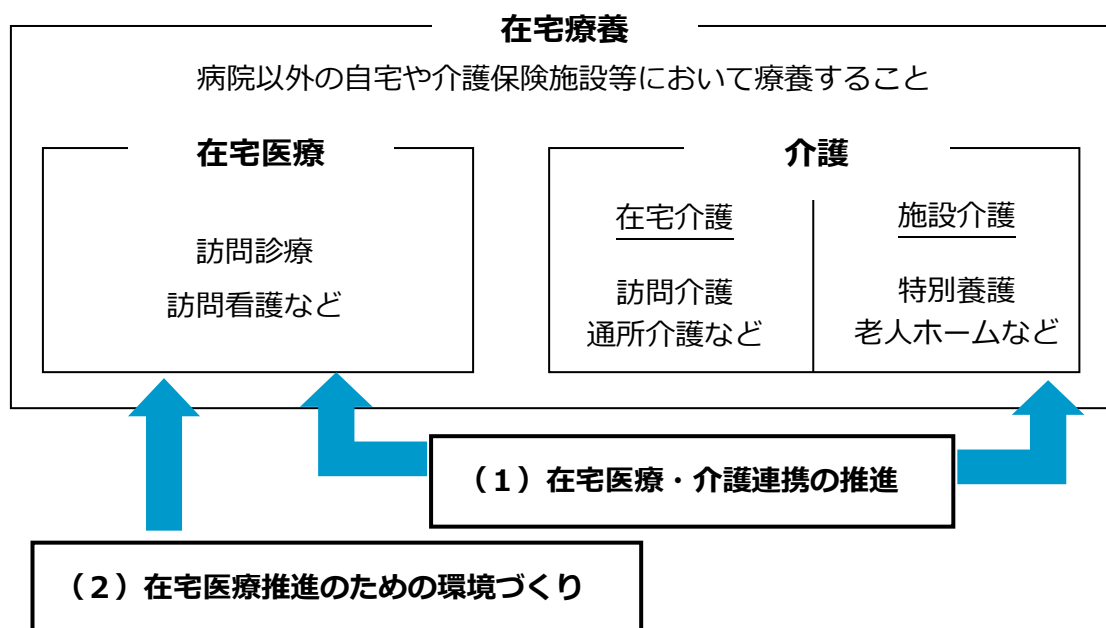 在宅療養
病院以外の自宅や介護保険施設等において療養すること
在宅医療
訪問診療
訪問看護など
介護
在宅介護
訪問介護
通所介護など
施設介護
特別養護
老人ホームなど
（１）在宅医療・介護連携の推進
（２）在宅医療推進のための環境づくり